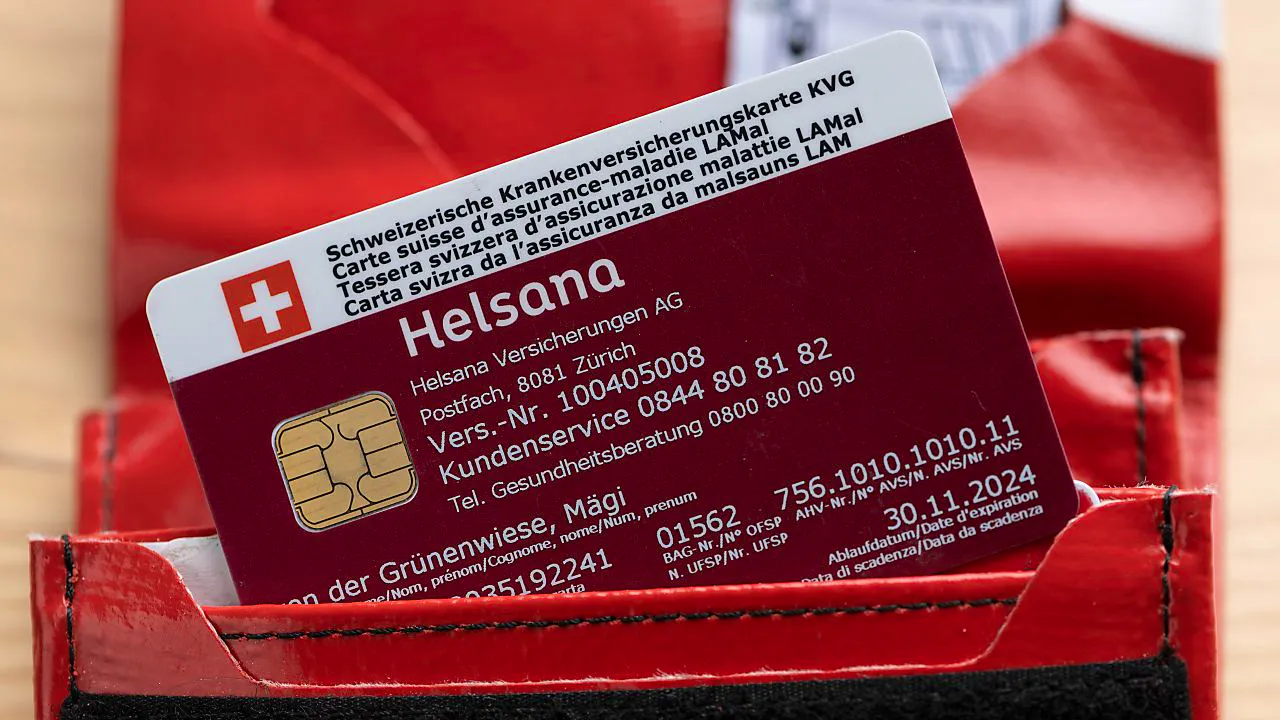 Schweizerische Krankenversicherungskarte KVG
Carte suisse d'assurance-maladie LAMal
Tessera svizzera d'assicurazione malattie LAMal
Carta svizra da l'assicuranza da malsauns LAM
Helsana
Helsana Versicherungen AG
Postfach, 8081 Zürich
Vers.-Nr. 100405008
Kundenservice 0844 80 81 82
Tel. Gesundheitsberatung 0800 80 00 90
on der Grünenwiese, Mägi
me/Nom, prénom/Cognome, nome/Num, prenum
01562
BAG-Nr./N° OFSP
N. UFSP/Nr. UFSP
756.1010.1010.11
AHV-Nr./N° AVS/N. AVS/Nr. AVS
0035192241
arta
30.11.2024
Ablaufdatum/Date d'expiration
Data di scadenza/Data da scadenza